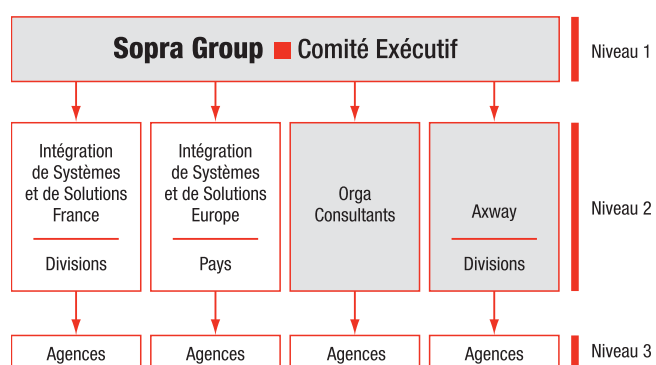 Sopra Group ■ Comité Exécutif
Niveau 1
Intégration
de Systèmes
et de Solutions
France
Divisions
Intégration
de Systèmes
et de Solutions
Europe
Pays
Orga
Consultants
Axway
Divisions
Niveau 2
Agences
Agences
Agences
Agences
Niveau 3